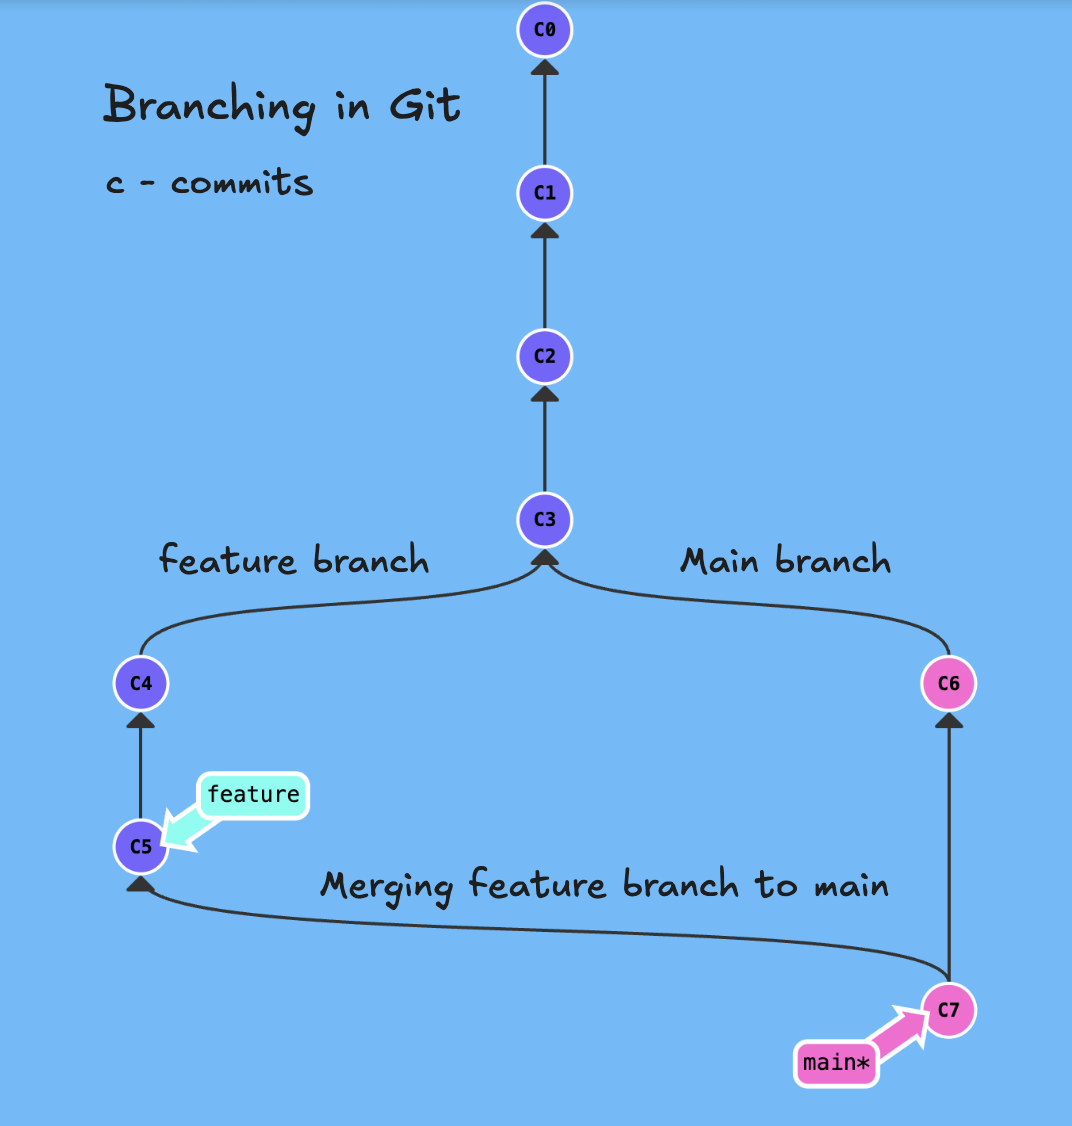 C0
Branching in Git
c - commits
C1
C2
C3
feature branch
Main branch
C4
C6
feature
C5
Merging feature branch to main
C7
main*